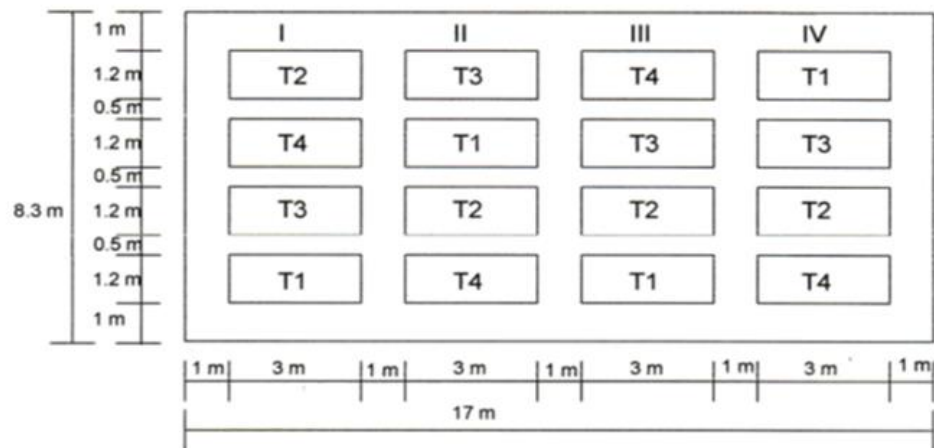 1 m
I II III IV
1.2 m T2 T3 T4 T1
0.5 m
1.2 m T4 T1 T3 T3
0.5 m
8.3 m 1.2 m T3 T2 T2 T2
0.5 m
1.2 m T1 T4 T1 T4
1 m
1 m 3 m 1 m 3 m 1 m 3 m 1 m 3 m 1 m
17 m